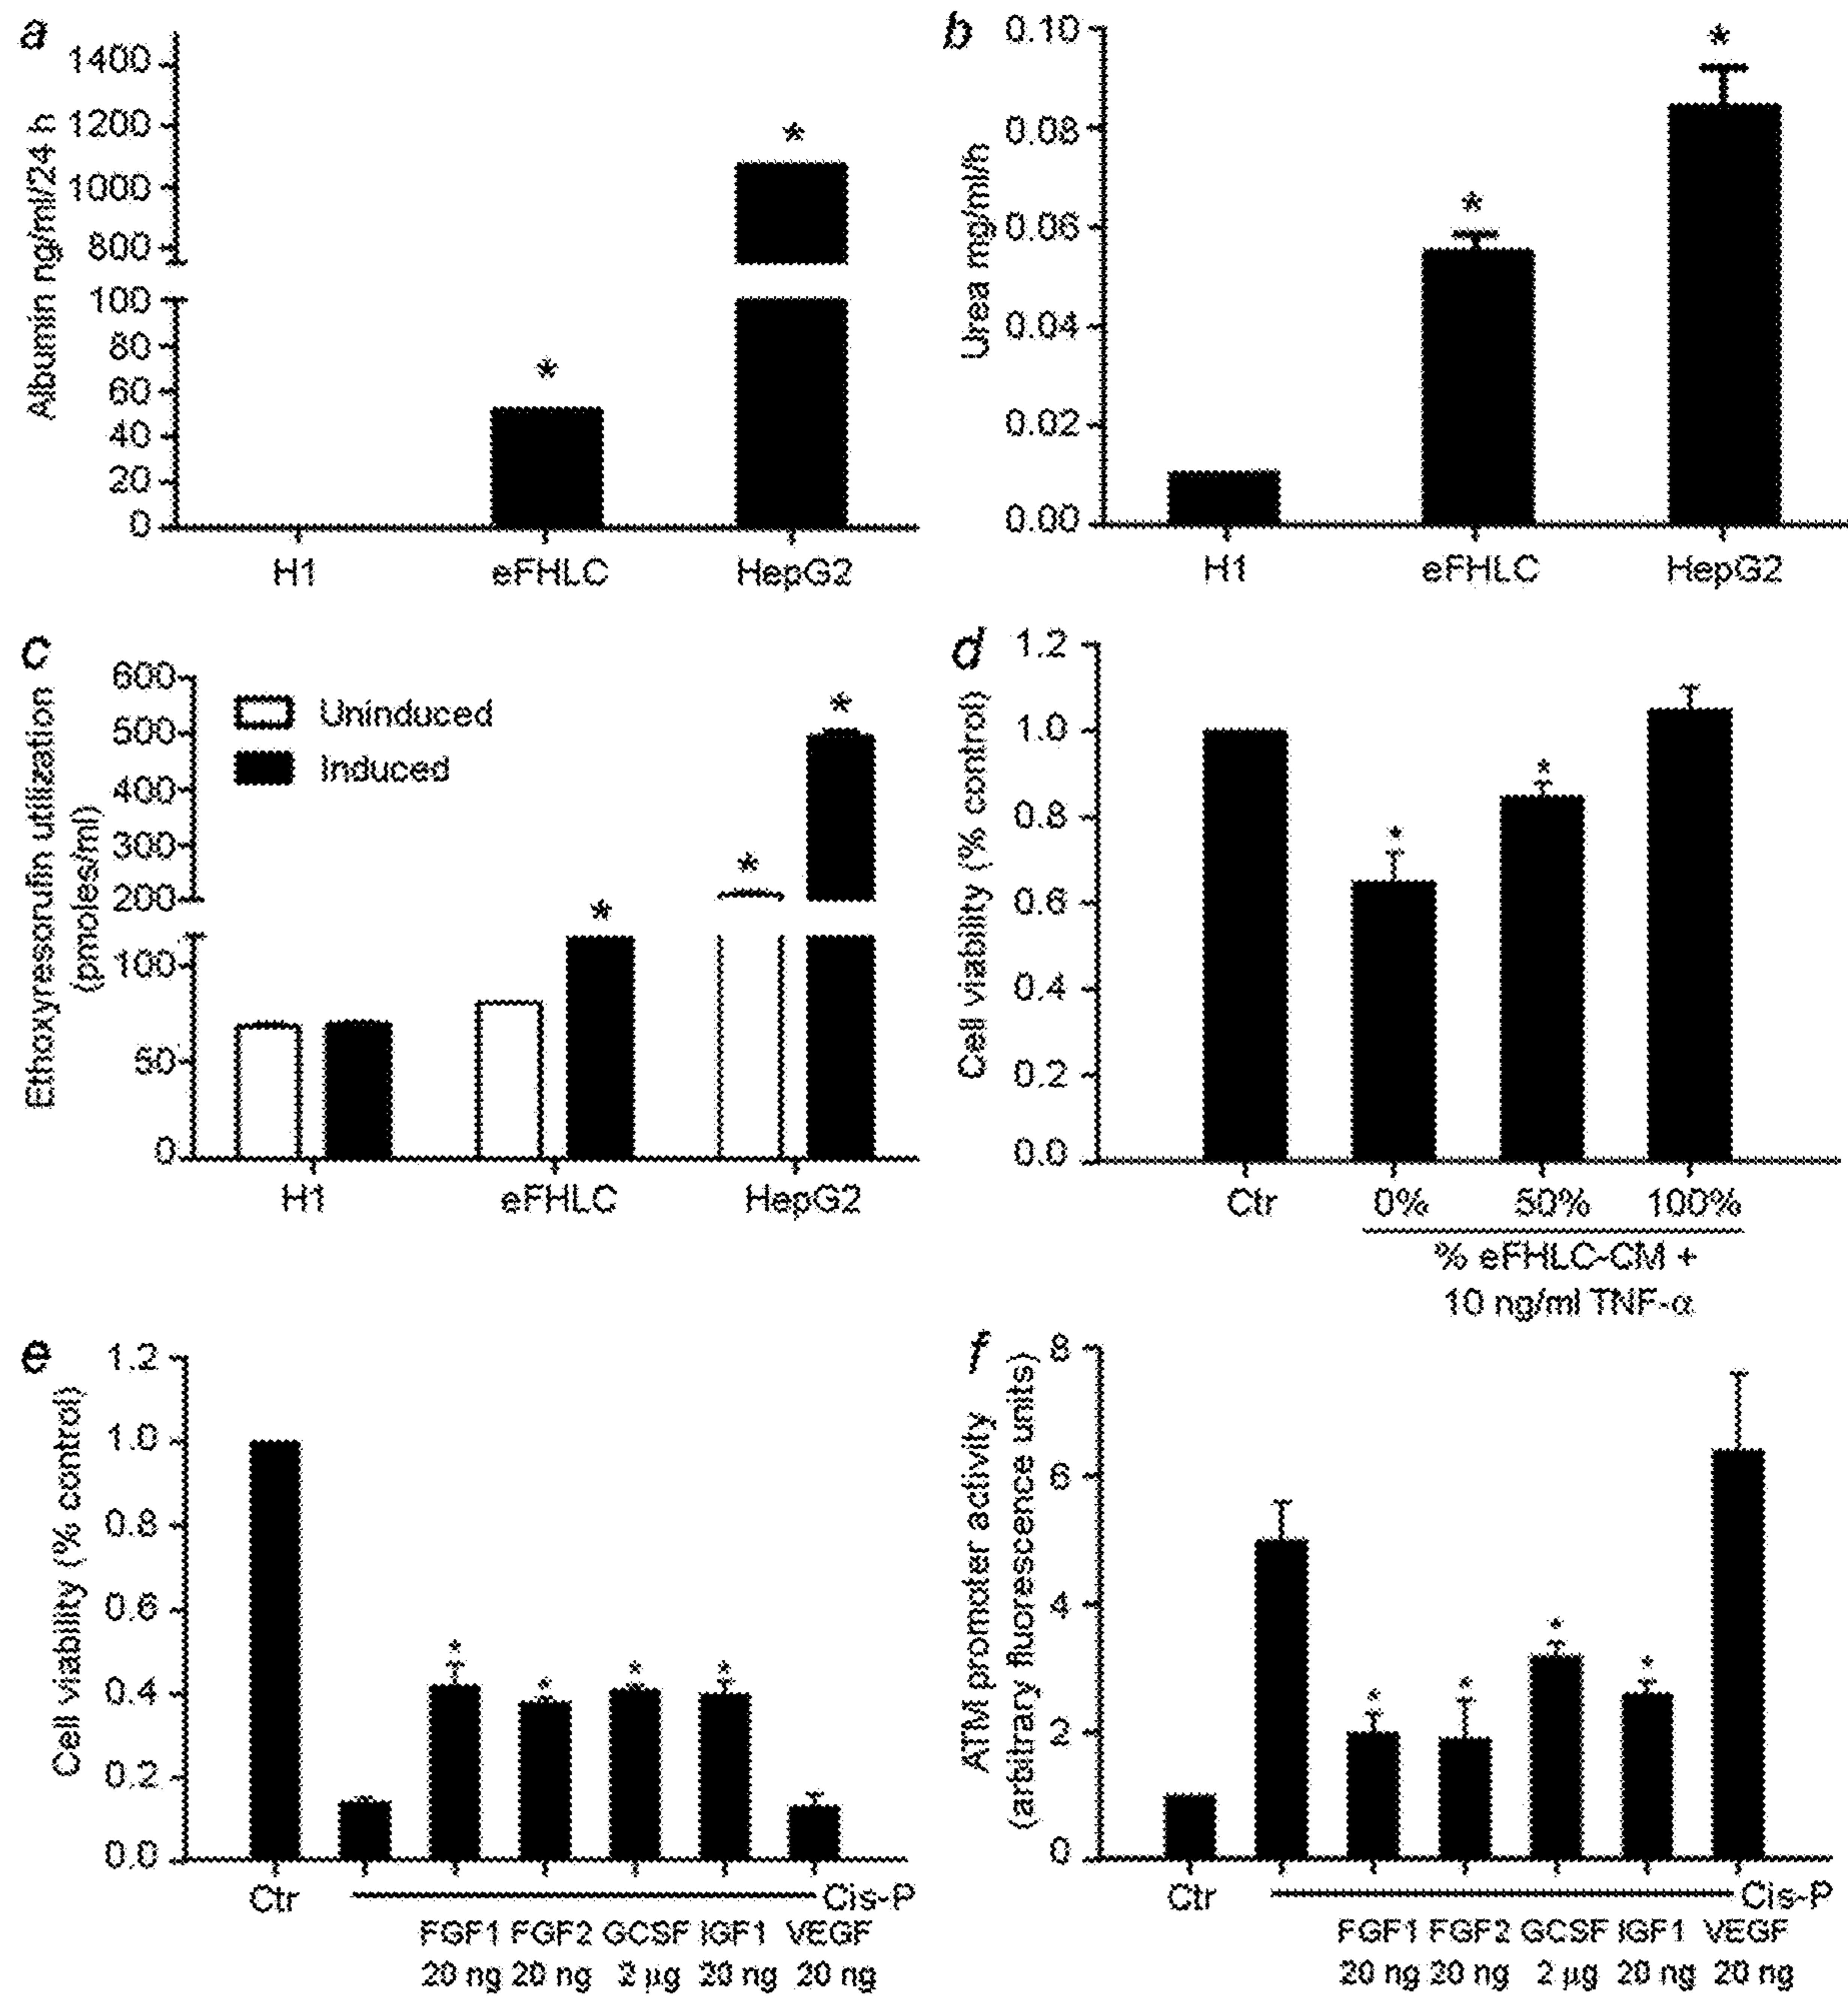 a
Albumin ng/ml/24 h
1400
1200
1000
800
100
80
60
40
20
0
*
*
H1 eFHLC HepG2
b
Urea mg/ml/h
0.10
0.08
0.06
0.04
0.02
0.00
*
*
H1 eFHLC HepG2
c
Ethoxyresorufin utilization
(pmoles/ml)
600
500
400
300
200
100
50
0
Uninduced
Induced
*
*
*
H1 eFHLC HepG2
d
Cell viability (% control)
1.2
1.0
0.8
0.6
0.4
0.2
0.0
*
*
Ctr 0% 50% 100%
% eFHLC-CM +
10 ng/ml TNF-α
e
Cell viability (% control)
1.2
1.0
0.8
0.6
0.4
0.2
0.0
* * * *
Ctr Cis-P
FGF1 FGF2 GCSF IGF1 VEGF
20 ng 20 ng 2 µg 20 ng 20 ng
f
ATM promoter activity
(arbitrary fluorescence units)
8
6
4
2
0
* * * *
Ctr Cis-P
FGF1 FGF2 GCSF IGF1 VEGF
20 ng 20 ng 2 µg 20 ng 20 ng